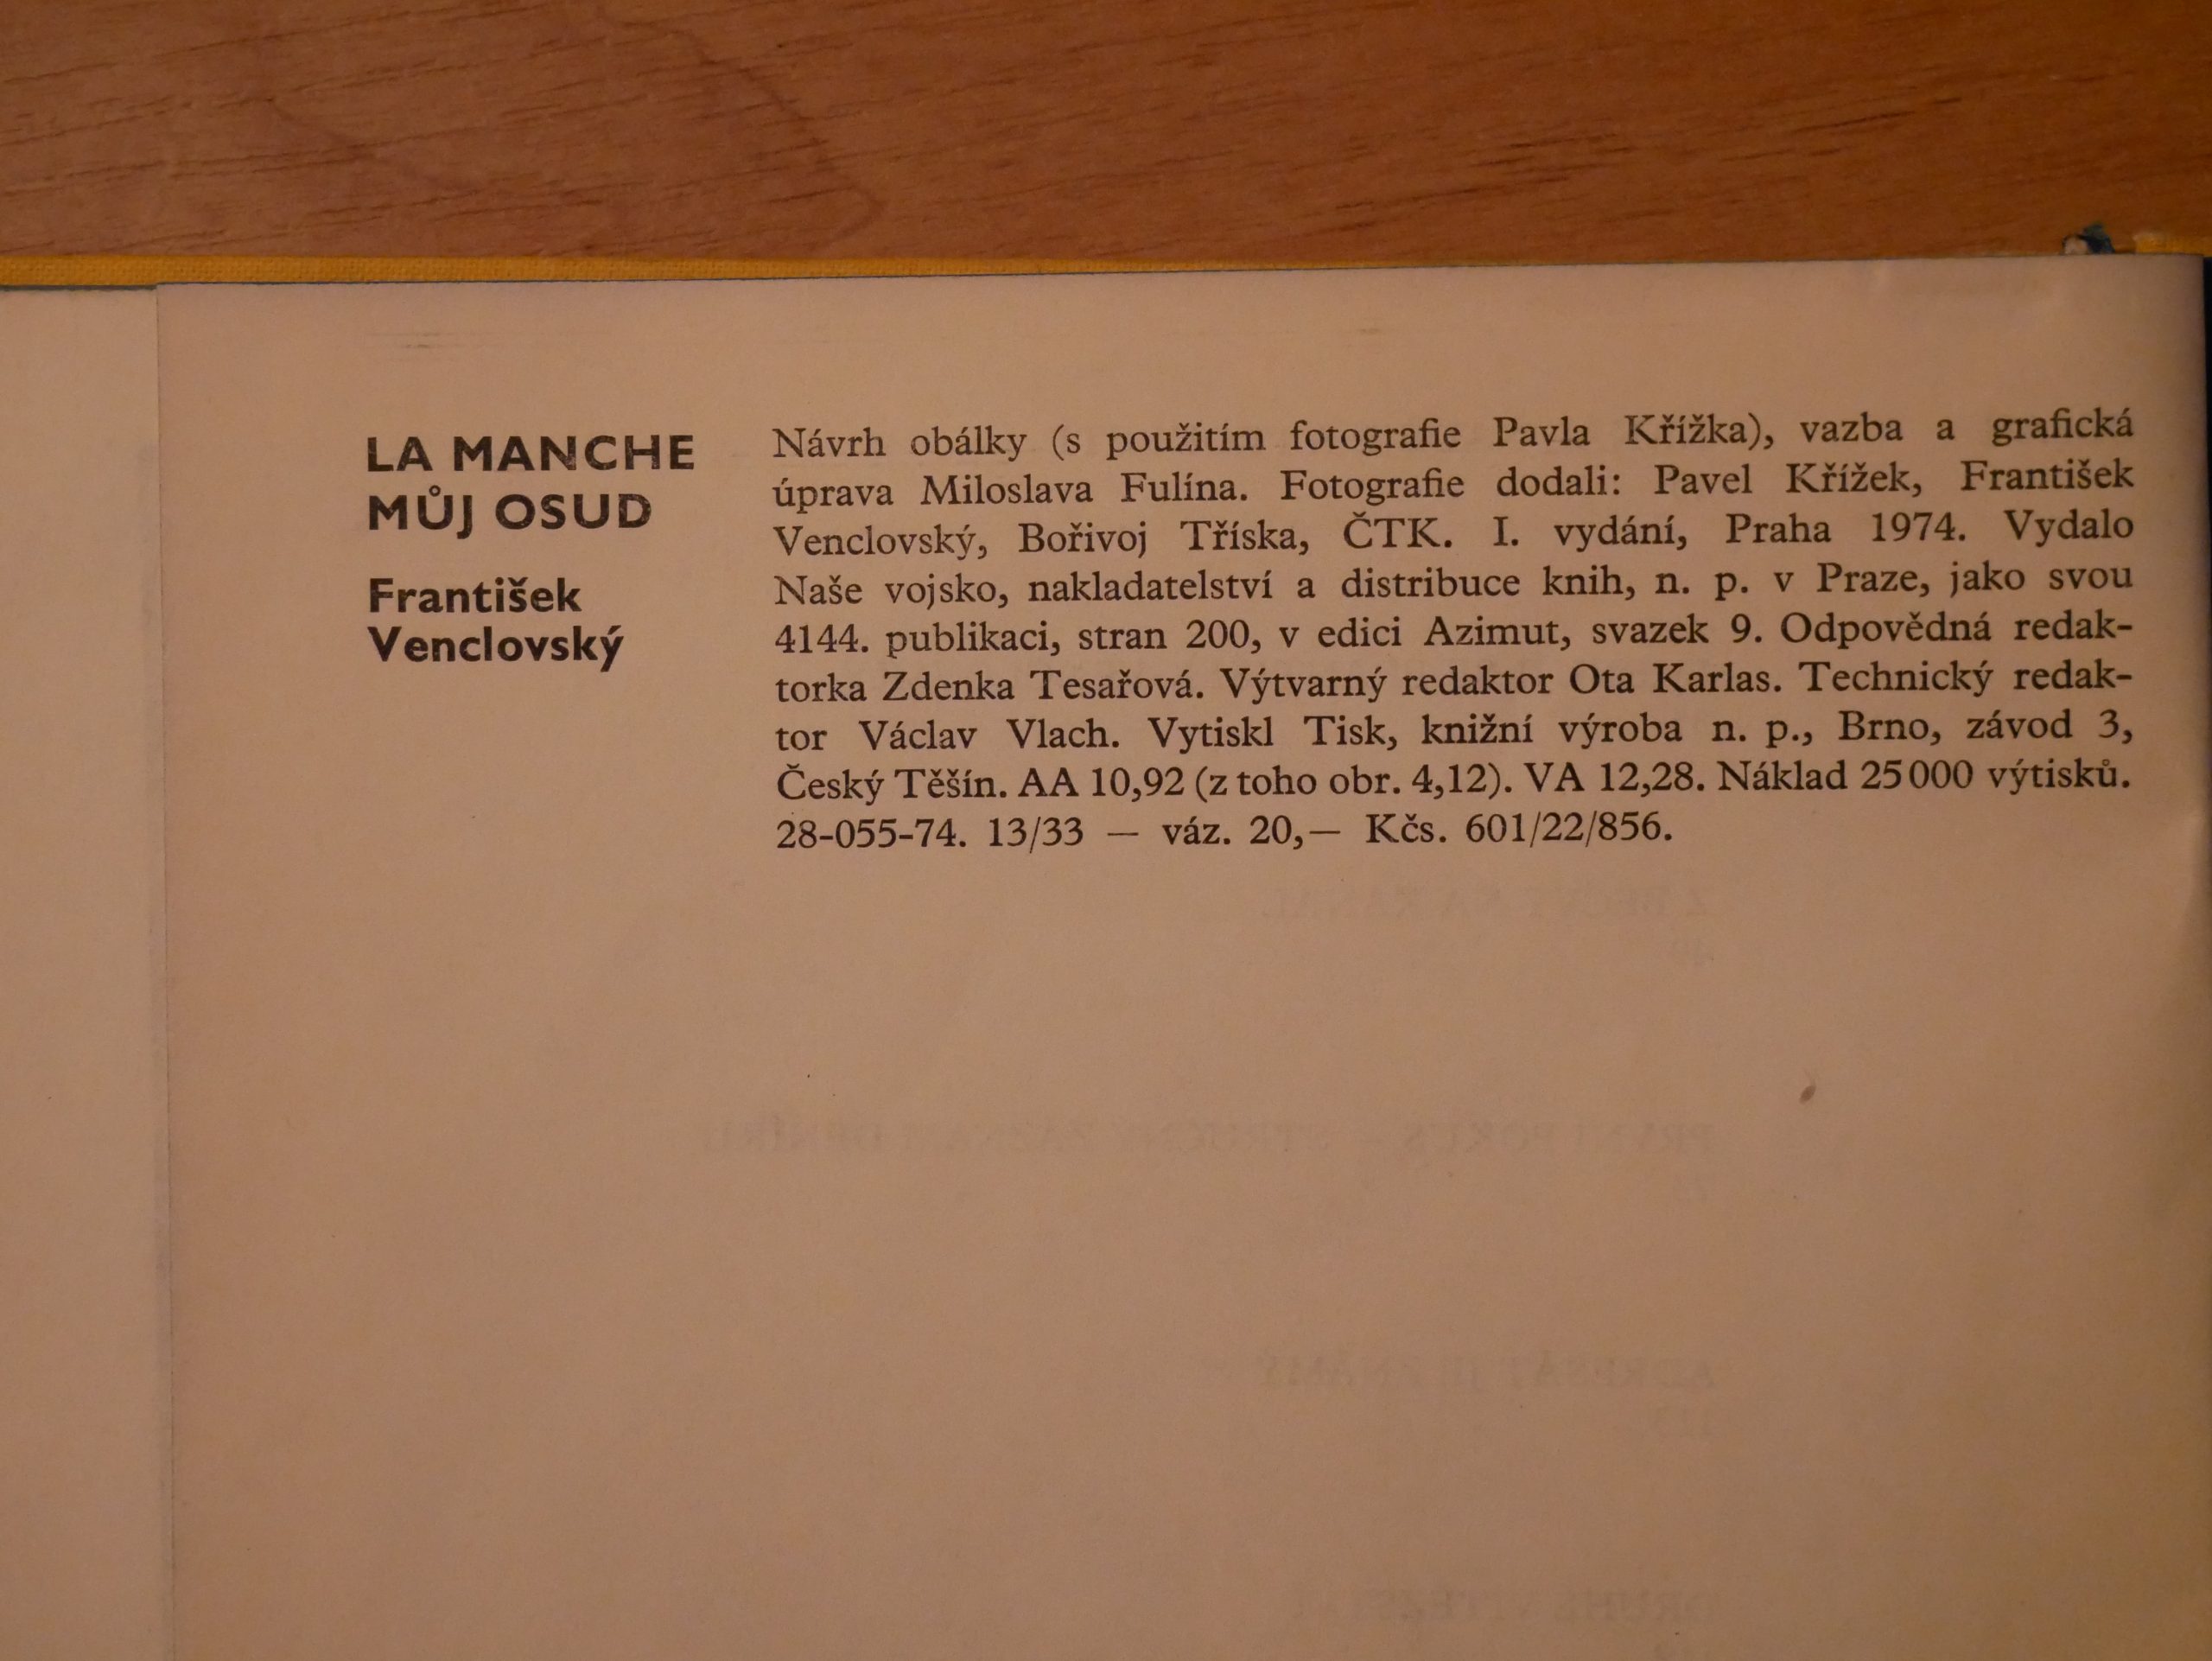 LA MANCHE
MŮJ OSUD
František
Venclovský
Návrh obálky (s použitím fotografie Pavla Křížka), vazba a grafická
úprava Miloslava Fulína. Fotografie dodali: Pavel Křížek, František
Venclovský, Bořivoj Tříska, ČTK. I. vydání, Praha 1974. Vydalo
Naše vojsko, nakladatelství a distribuce knih, n. p. v Praze, jako svou
4144. publikaci, stran 200, v edici Azimut, svazek 9. Odpovědná redak-
torka Zdenka Tesařová. Výtvarný redaktor Ota Karlas. Technický redak-
tor Václav Vlach. Vytiskl Tisk, knižní výroba n. p., Brno, závod 3,
Český Těšín. AA 10,92 (z toho obr. 4,12). VA 12,28. Náklad 25 000 výtisků.
28-055-74. 13/33 — váz. 20,— Kčs. 601/22/856.